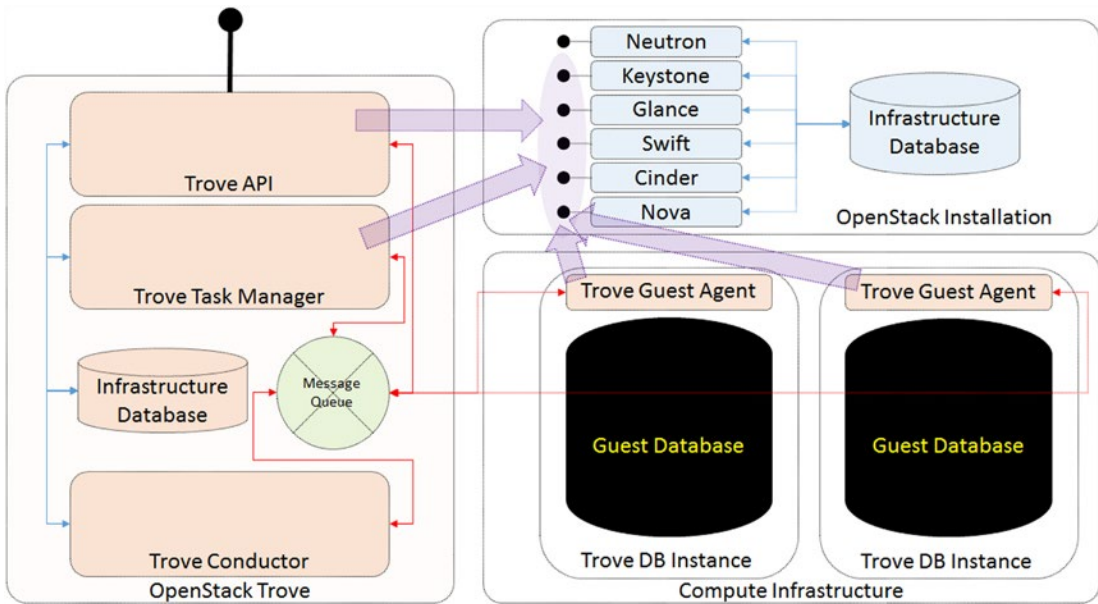 Trove API
Trove Task Manager
Infrastructure
Database
Message
Queue
Trove Conductor
OpenStack Trove
Neutron
Keystone
Glance
Swift
Cinder
Nova
Infrastructure
Database
OpenStack Installation
Trove Guest Agent
Guest Database
Trove DB Instance
Trove Guest Agent
Guest Database
Trove DB Instance
Compute Infrastructure